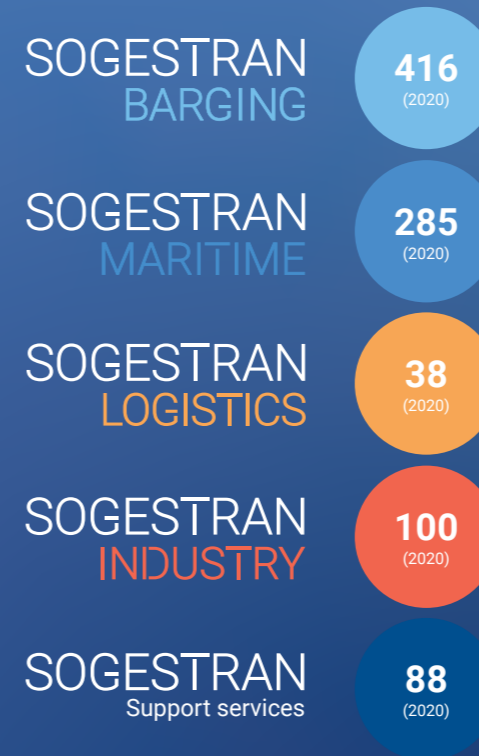 SOGESTRAN
BARGING
416
(2020)
SOGESTRAN
MARITIME
285
(2020)
SOGESTRAN
LOGISTICS
38
(2020)
SOGESTRAN
INDUSTRY
100
(2020)
SOGESTRAN
Support services
88
(2020)